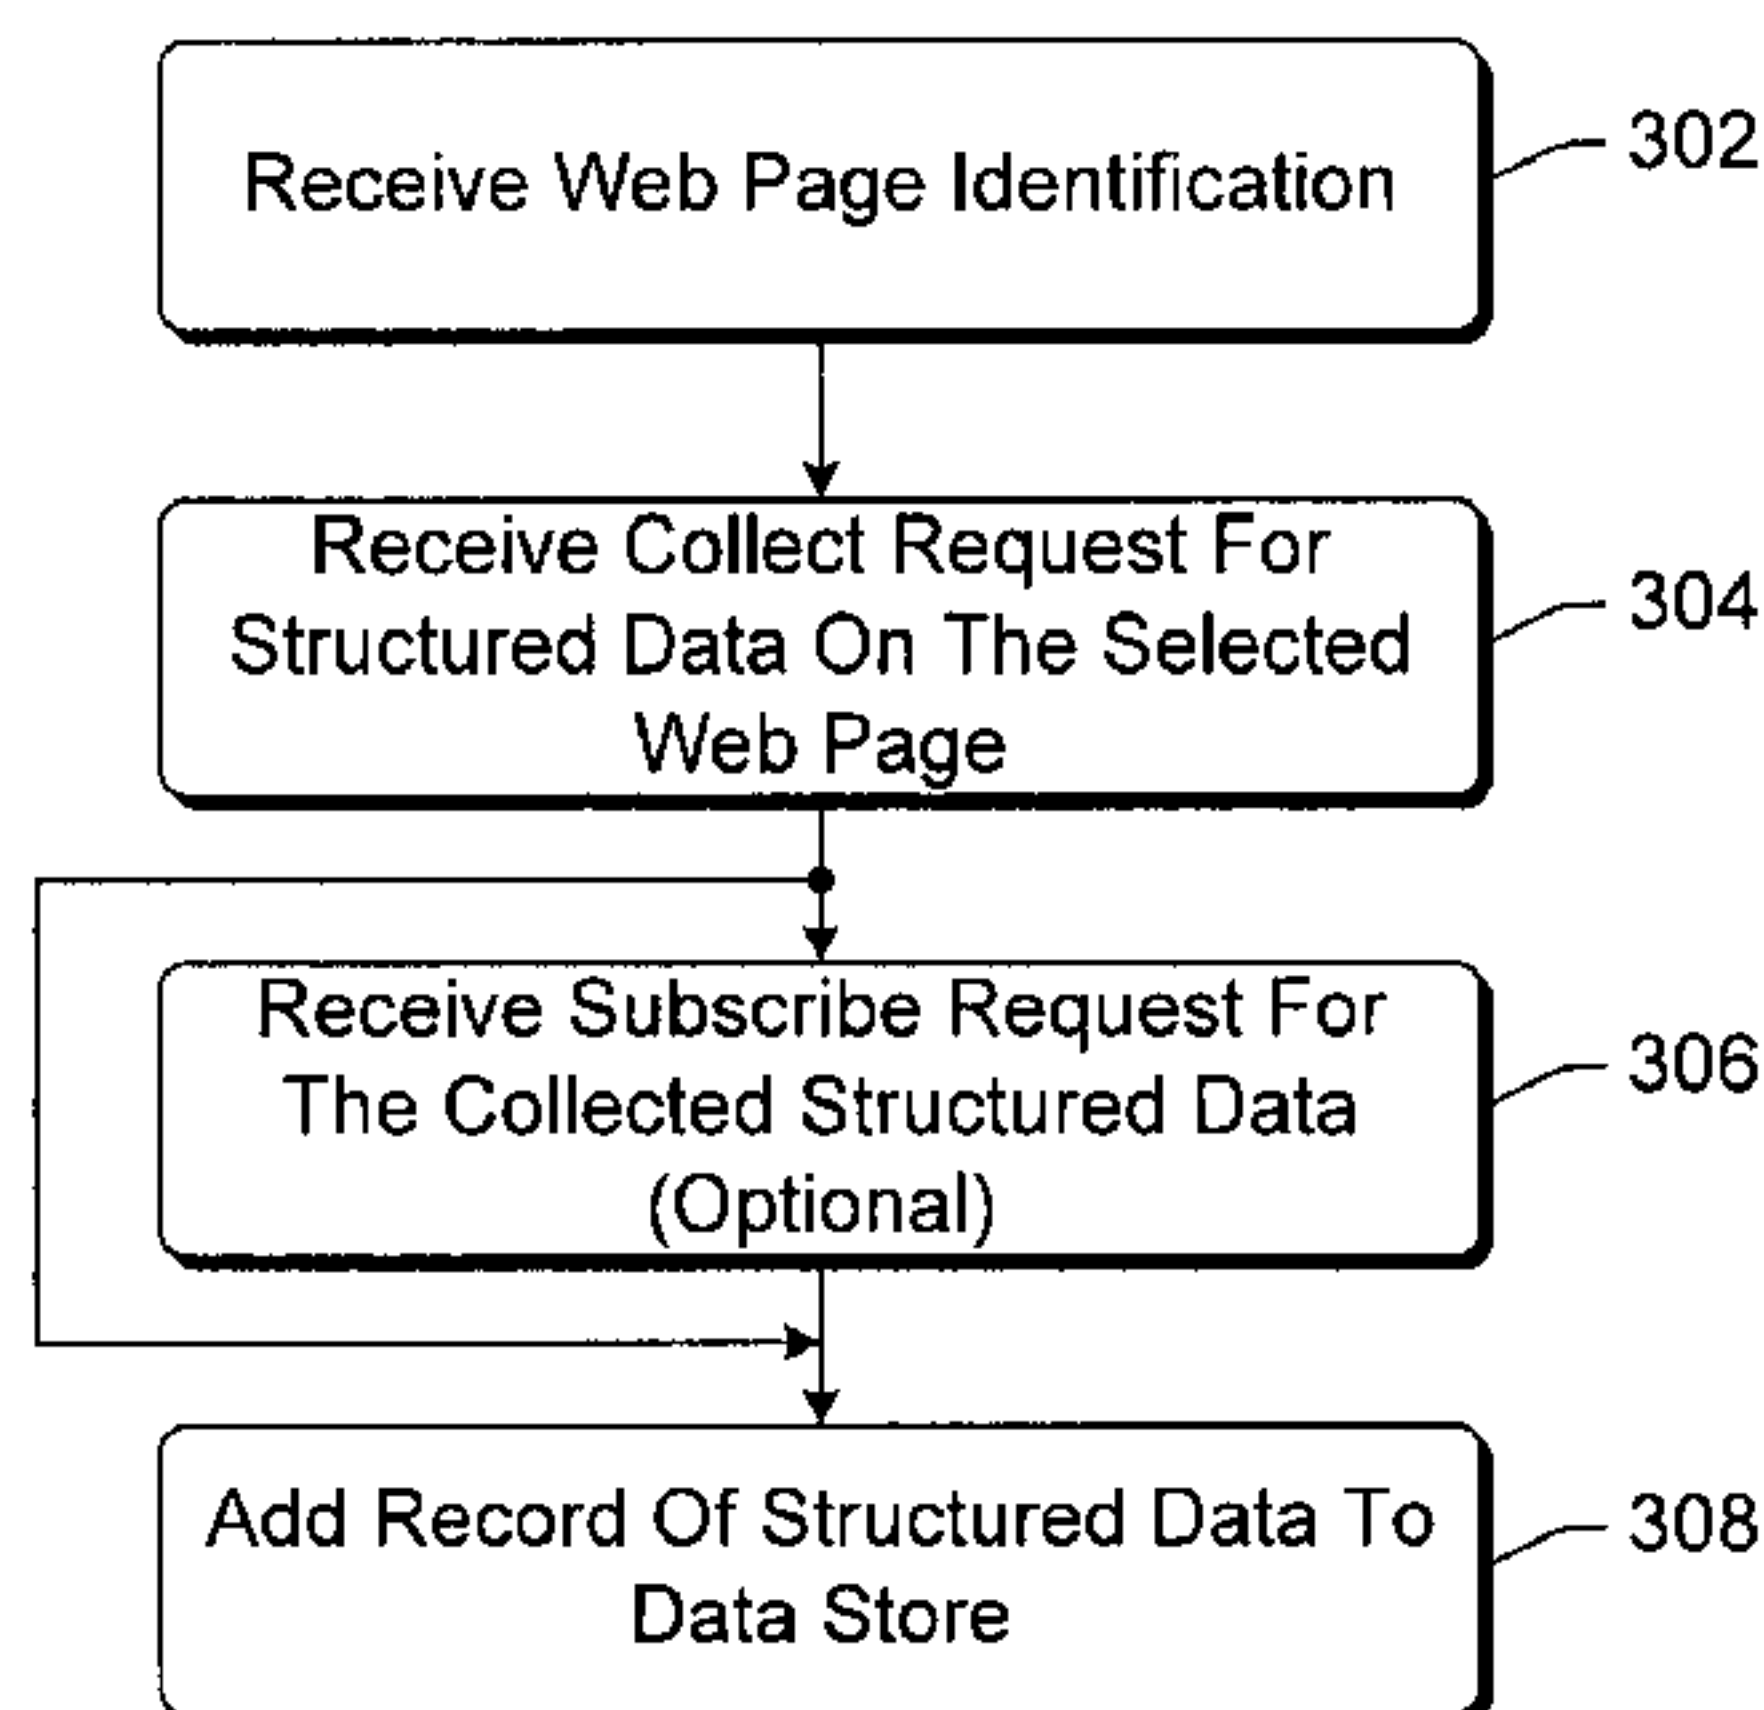 Receive Web Page Identification
302
Receive Collect Request For
Structured Data On The Selected
Web Page
304
Receive Subscribe Request For
The Collected Structured Data
(Optional)
306
Add Record Of Structured Data To
Data Store
308